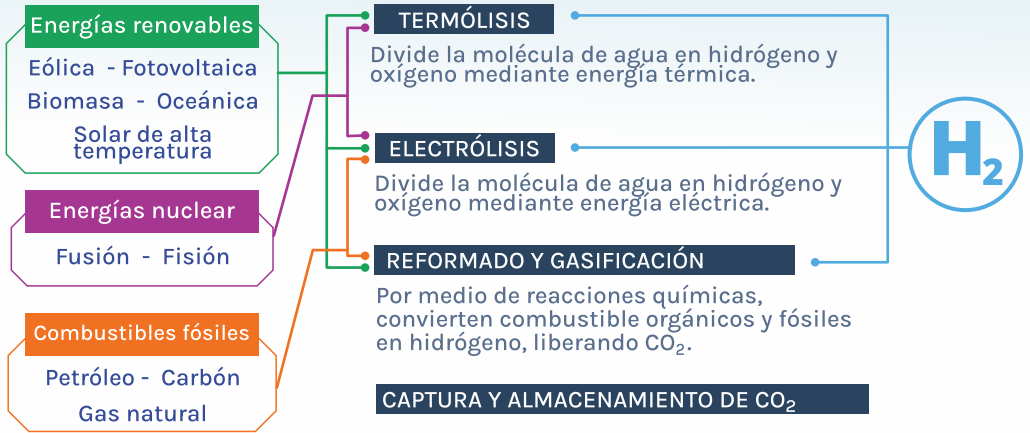 Energías renovables
Eólica - Fotovoltaica
Biomasa - Oceánica
Solar de alta
temperatura
Energías nuclear
Fusión - Fisión
Combustibles fósiles
Petróleo - Carbón
Gas natural
TERMÓLISIS
Divide la molécula de agua en hidrógeno y
oxígeno mediante energía térmica.
ELECTRÓLISIS
Divide la molécula de agua en hidrógeno y
oxígeno mediante energía eléctrica.
REFORMADO Y GASIFICACIÓN
Por medio de reacciones químicas,
convierten combustible orgánicos y fósiles
en hidrógeno, liberando CO₂.
CAPTURA Y ALMACENAMIENTO DE CO₂
H₂